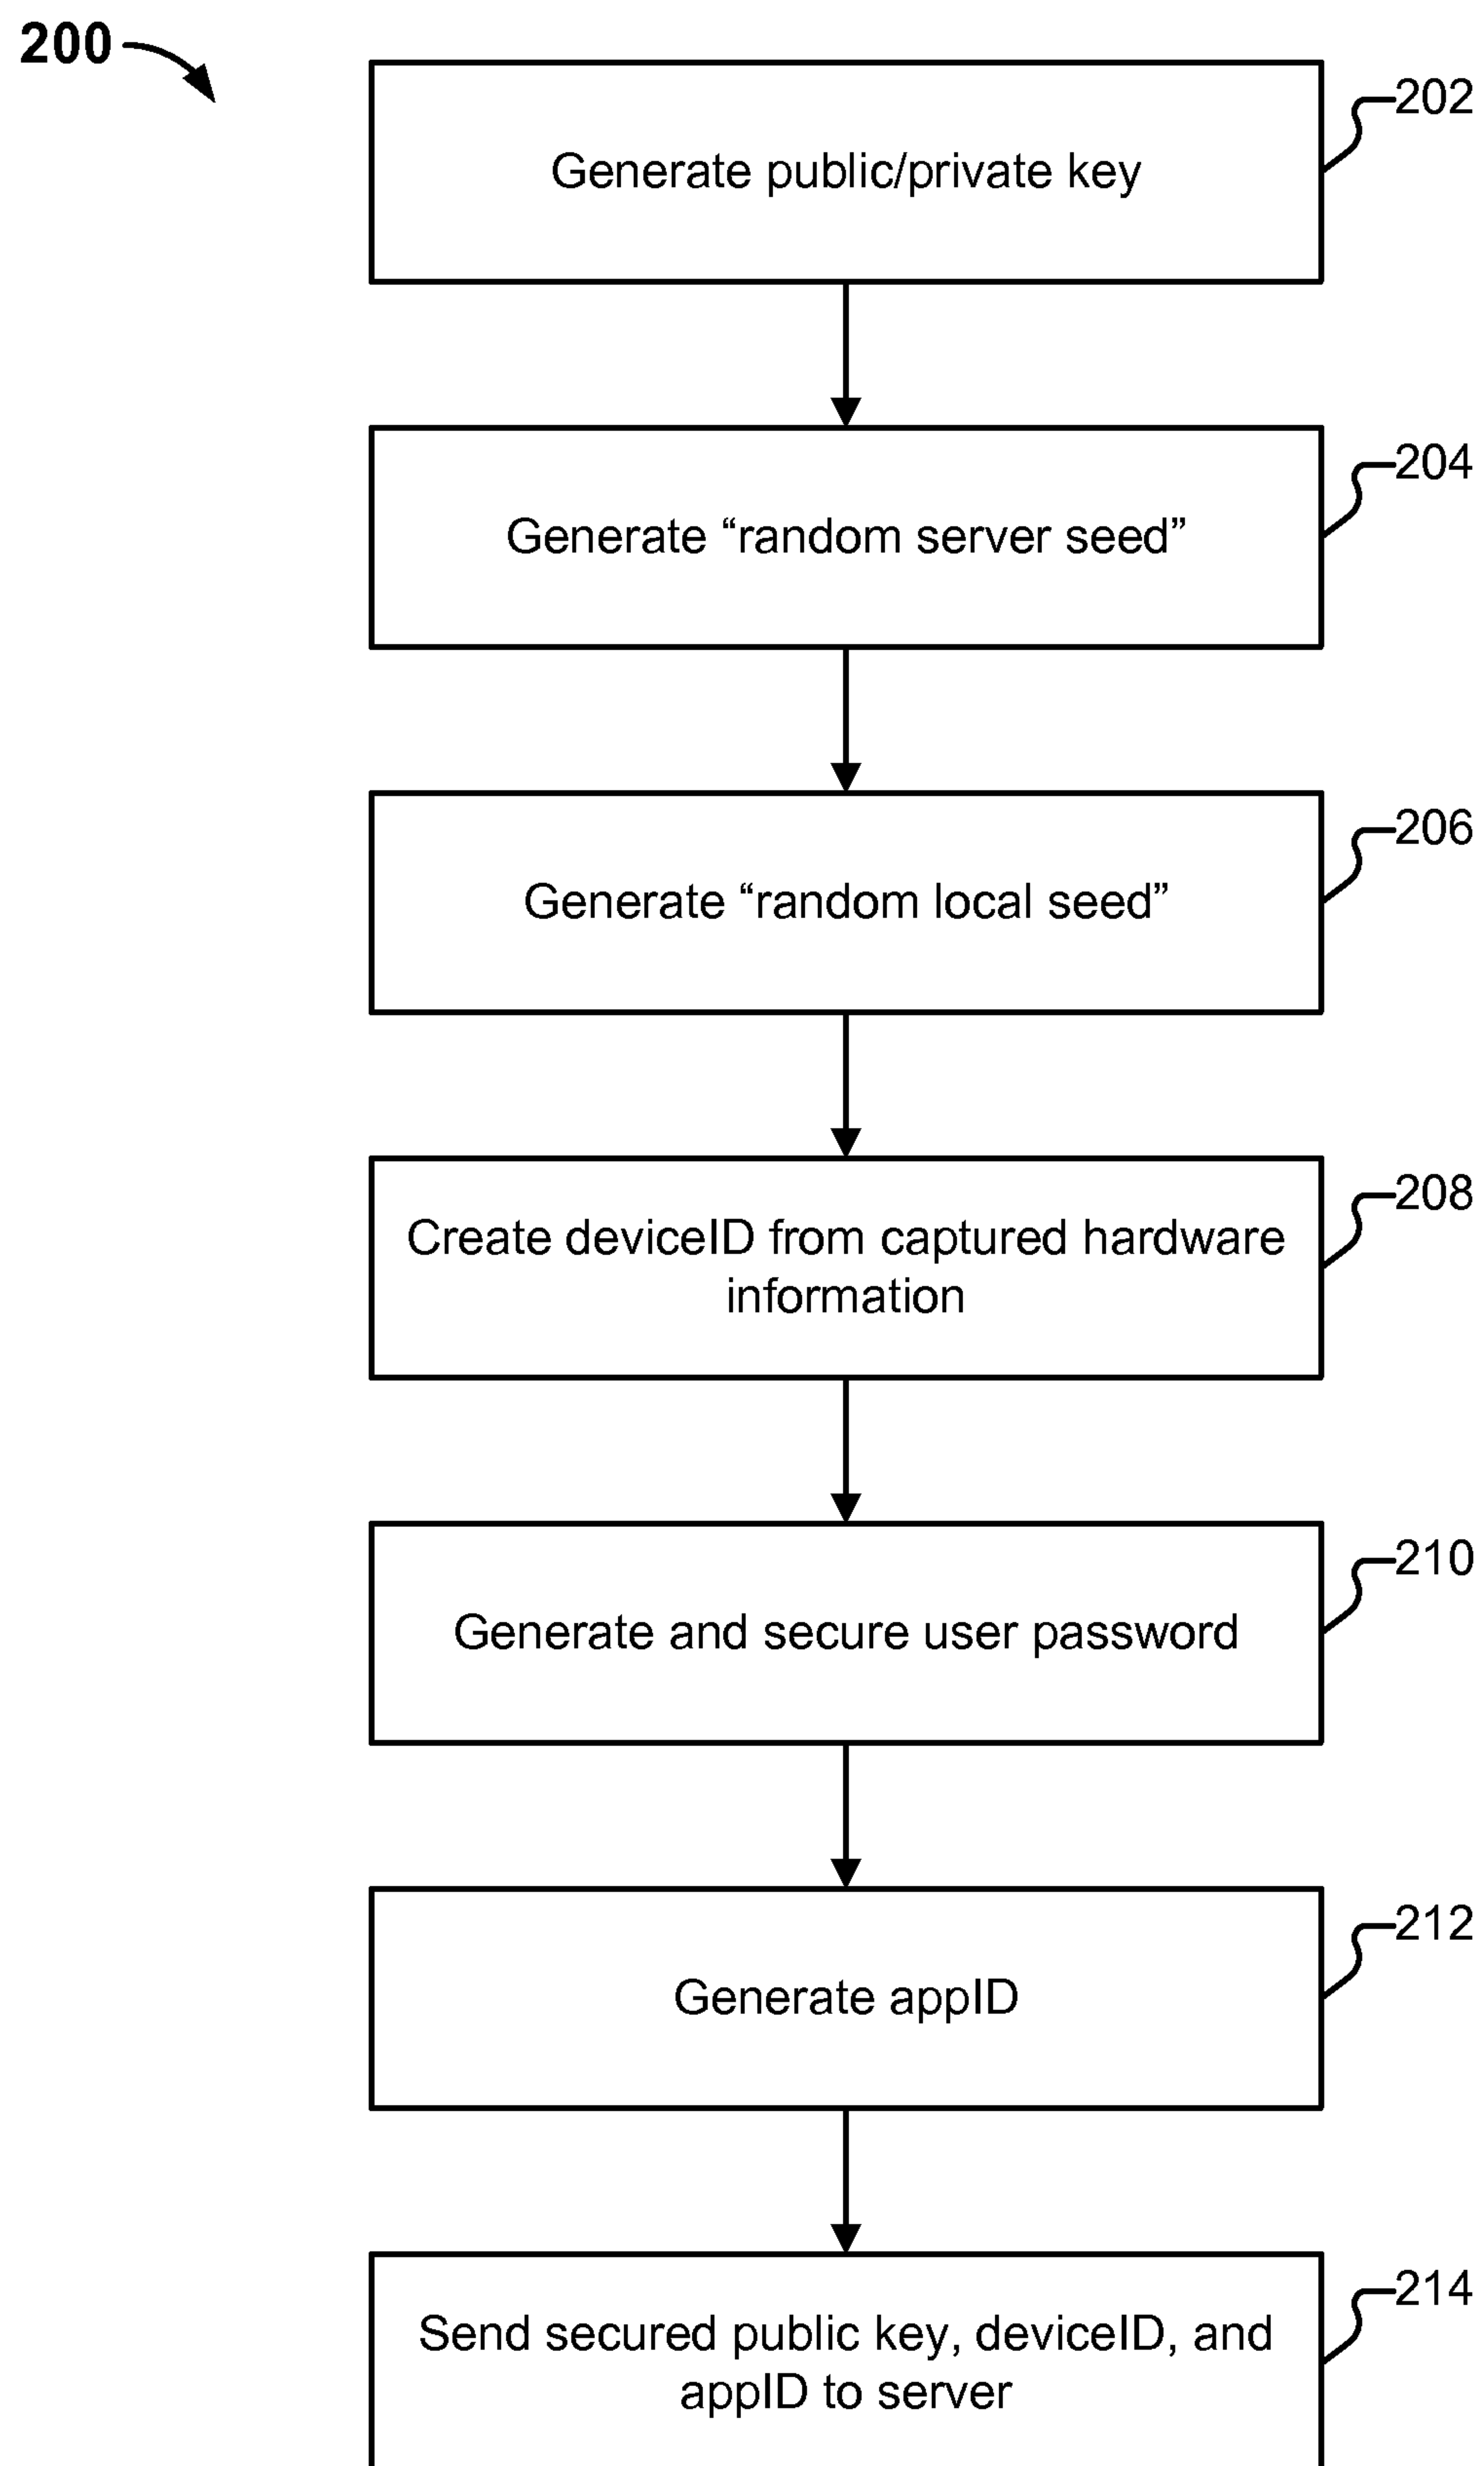 200
Generate public/private key
202
Generate “random server seed”
204
Generate “random local seed”
206
Create deviceID from captured hardware
information
208
Generate and secure user password
210
Generate appID
212
Send secured public key, deviceID, and
appID to server
214